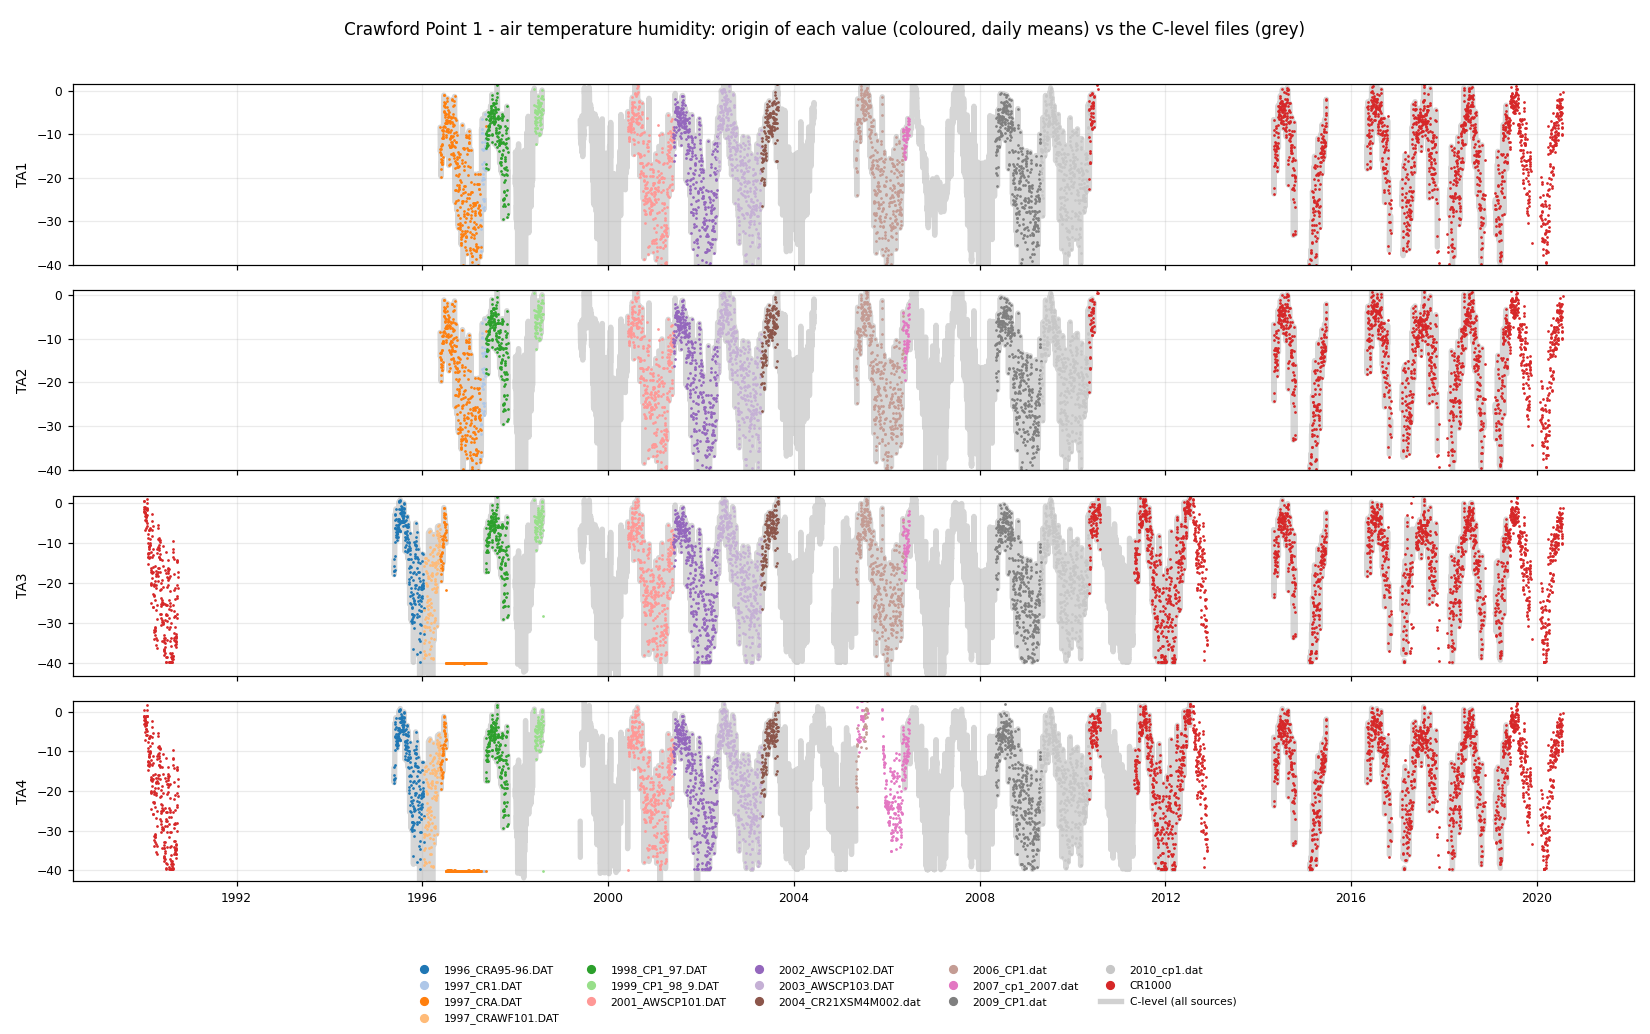 Crawford Point 1 - air temperature humidity: origin of each value (coloured, daily means) vs the C-level files (grey)
TA1
0
−10
−20
−30
−40
TA2
0
−10
−20
−30
−40
TA3
0
−10
−20
−30
−40
TA4
0
−10
−20
−30
−40
1992 1996 2000 2004 2008 2012 2016 2020
1996_CRA95-96.DAT 1998_CP1_97.DAT 2002_AWSCP102.DAT 2006_CP1.dat 2010_cp1.dat
1997_CR1.DAT 1999_CP1_98_9.DAT 2003_AWSCP103.DAT 2007_cp1_2007.dat CR1000
1997_CRA.DAT 2001_AWSCP101.DAT 2004_CR21XSM4M002.dat 2009_CP1.dat C-level (all sources)
1997_CRAWF101.DAT